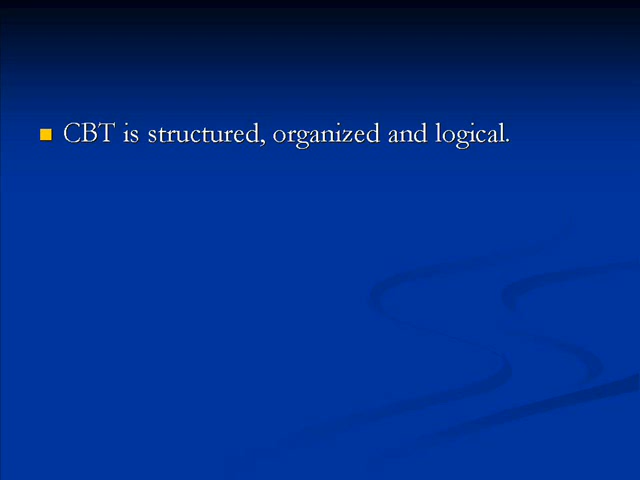 CBT is structured, organized and logical.